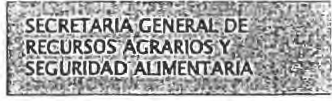 SECRETARIA GENERAL DE
RECURSOS AGRARIOS Y
SEGURIDAD ALIMENTARIA